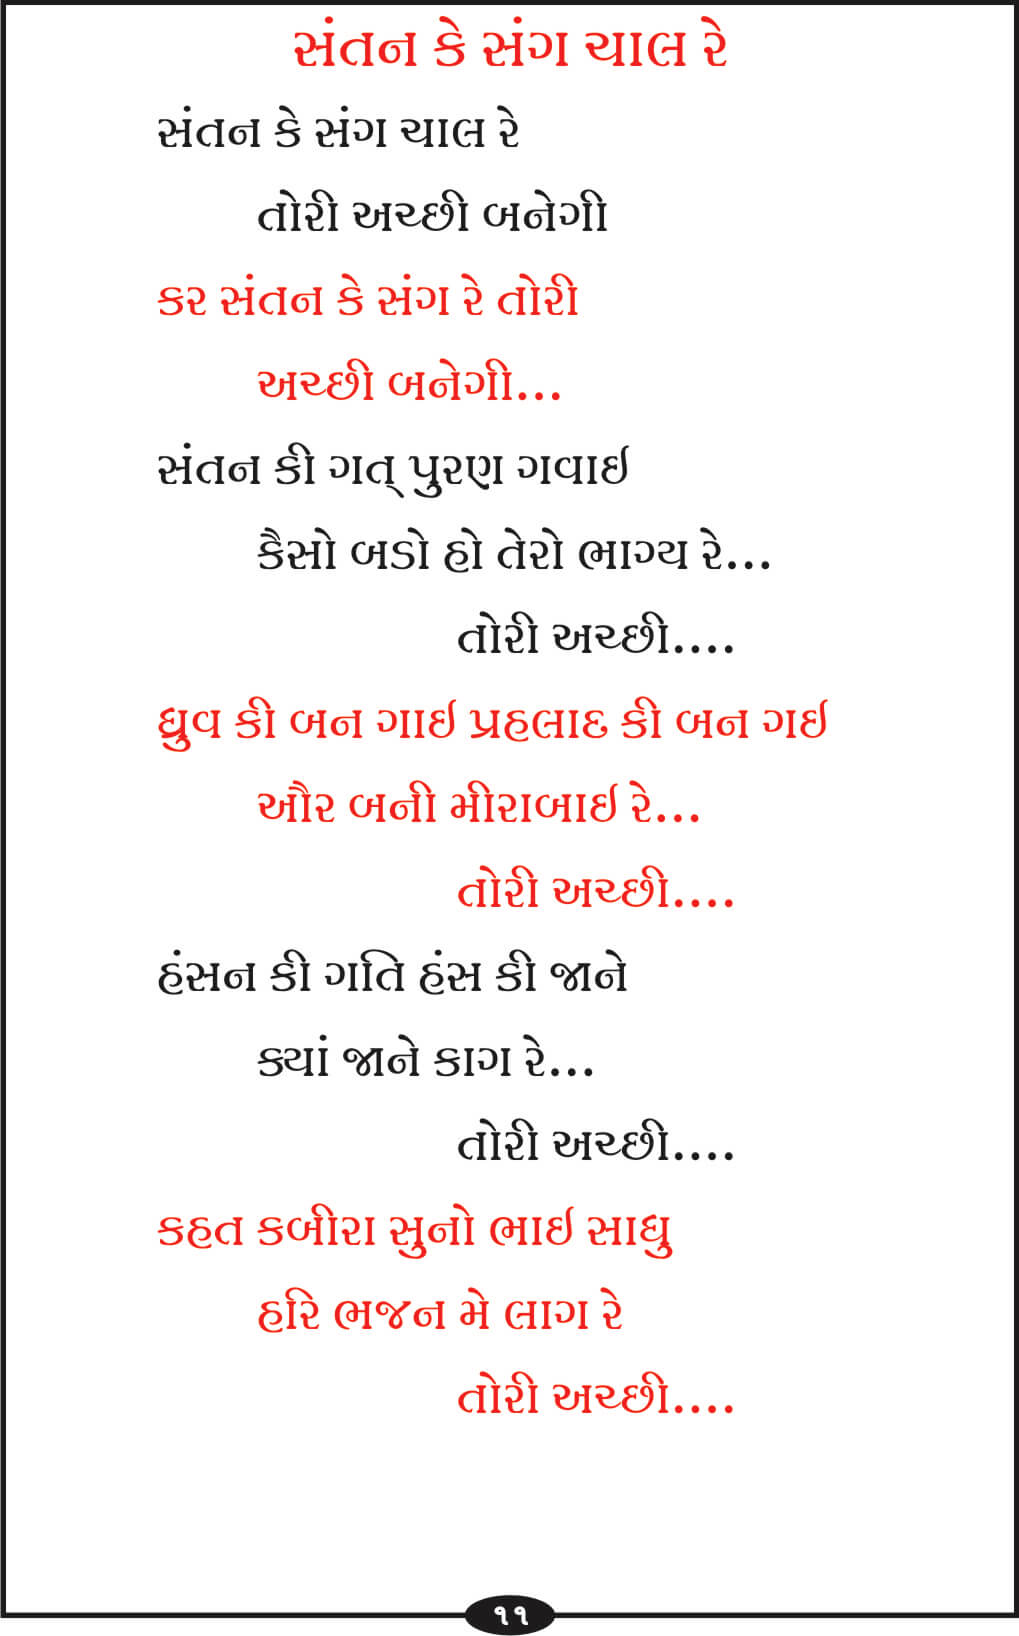 સંતન કે સંગ ચાલ રે
સંતન કે સંગ ચાલ રે
તોરી અચ્છી બનેગી
કર સંતન કે સંગ રે તોરી
અચ્છી બનેગી...
સંતન કી ગત્ પુરણ ગવાઈ
કૈસો બડો હો તેરો ભાગ્ય રે...
તોરી અચ્છી....
ધ્રુવ કી બન ગાઈ પ્રહલાદ કી બન ગઈ
ઔર બની મીરાબાઈ રે...
તોરી અચ્છી....
હંસન કી ગતિ હંસ કી જાને
ક્યાં જાને કાગ રે...
તોરી અચ્છી....
કહત કબીરા સુનો ભાઈ સાધુ
હરિ ભજન મે લાગ રે
તોરી અચ્છી....
૧૧